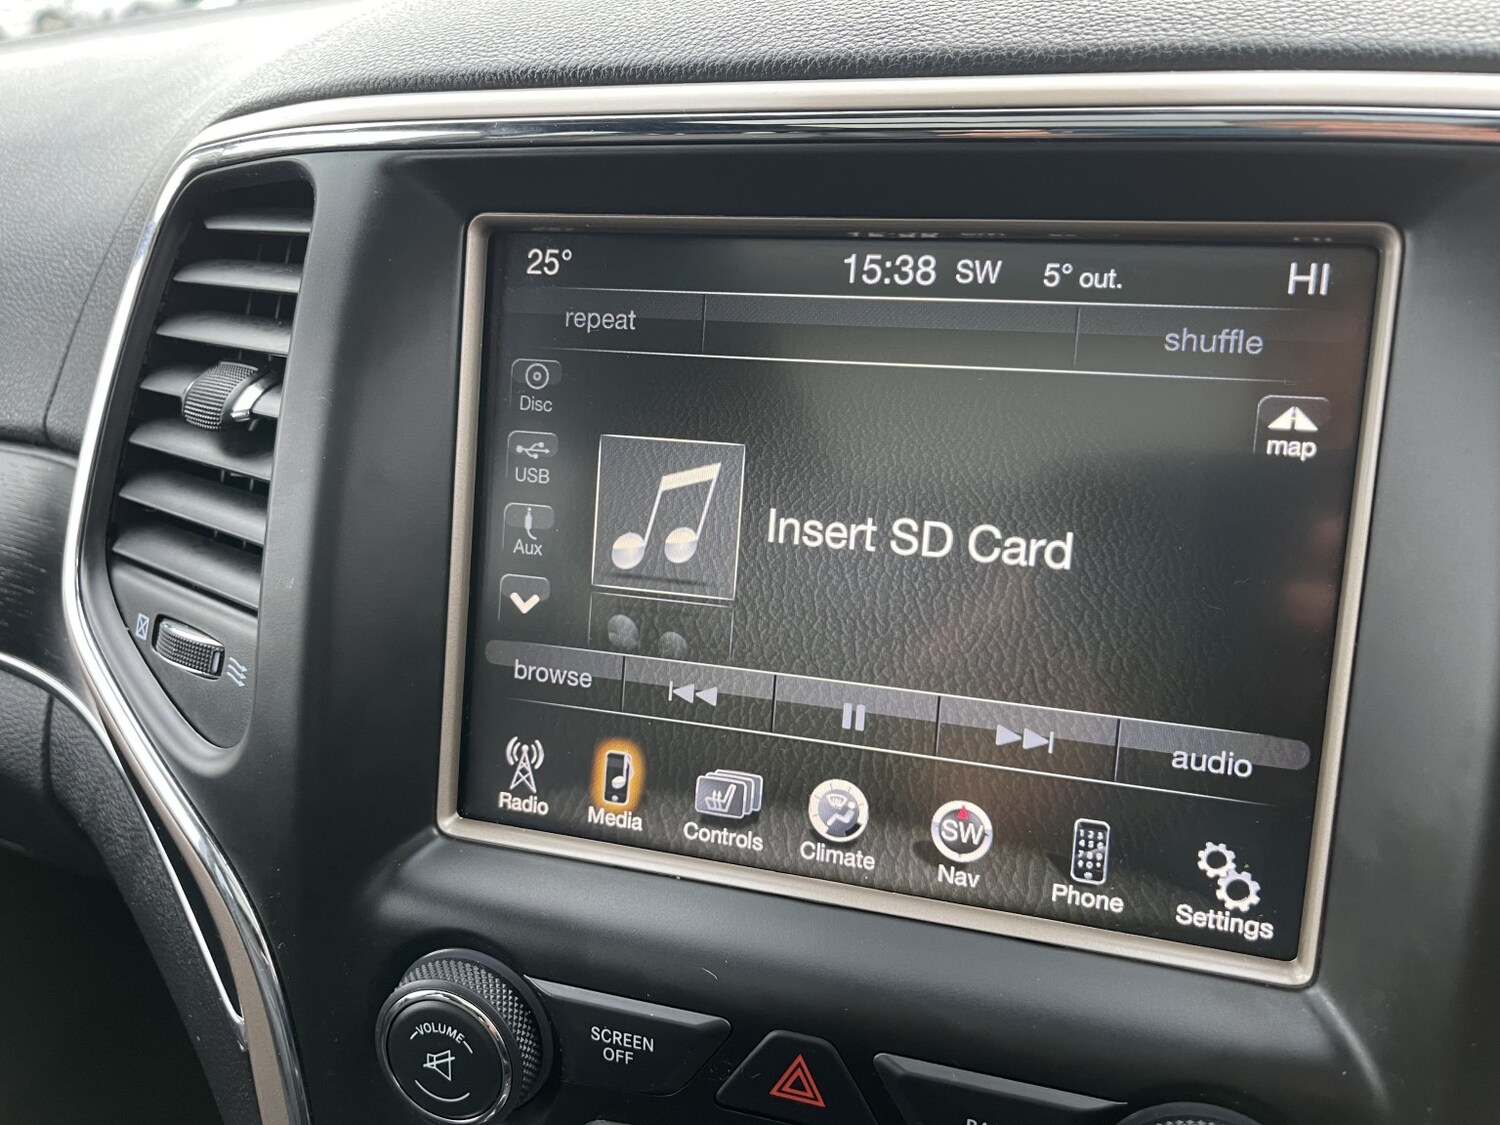 25° 15:38 SW 5° out. HI
repeat shuffle
Disc
map
USB
Aux
Insert SD Card
browse audio
Radio Media Controls Climate SW Nav Phone Settings
VOLUME
SCREEN
OFF